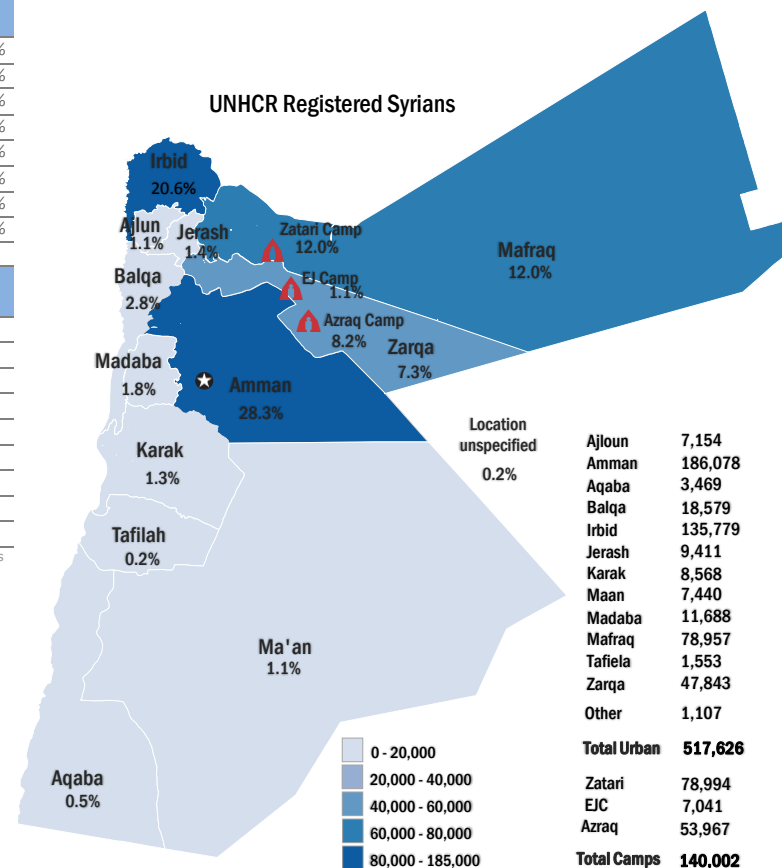 %
%
%
%
%
%
%
%
s
UNHCR Registered Syrians
Irbid
20.6%
Ajlun
1.1%
Jerash
1.4%
Zatari Camp
12.0%
Mafraq
12.0%
Balqa
2.8%
EJ Camp
1.1%
Azraq Camp
8.2%
Zarqa
7.3%
Madaba
1.8%
Amman
28.3%
Karak
1.3%
Location
unspecified
0.2%
Tafilah
0.2%
Ma'an
1.1%
Aqaba
0.5%
0 - 20,000
20,000 - 40,000
40,000 - 60,000
60,000 - 80,000
80,000 - 185,000
Ajloun 7,154
Amman 186,078
Aqaba 3,469
Balqa 18,579
Irbid 135,779
Jerash 9,411
Karak 8,568
Maan 7,440
Madaba 11,688
Mafraq 78,957
Tafiela 1,553
Zarqa 47,843
Other 1,107
Total Urban 517,626
Zatari 78,994
EJC 7,041
Azraq 53,967
Total Camps 140,002